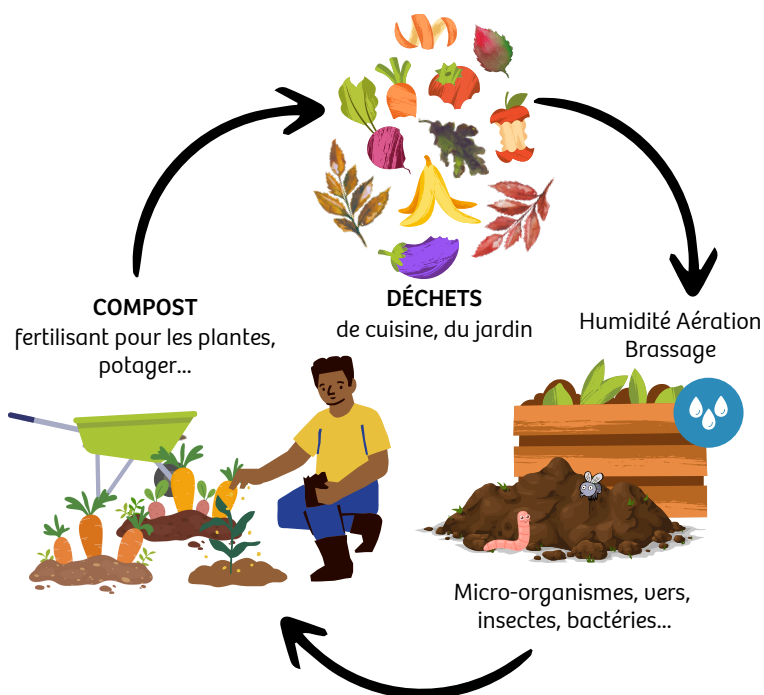 DÉCHETS
de cuisine, du jardin
Humidité Aération
Brassage
Micro-organismes, vers,
insectes, bactéries...
COMPOST
fertilisant pour les plantes,
potager...